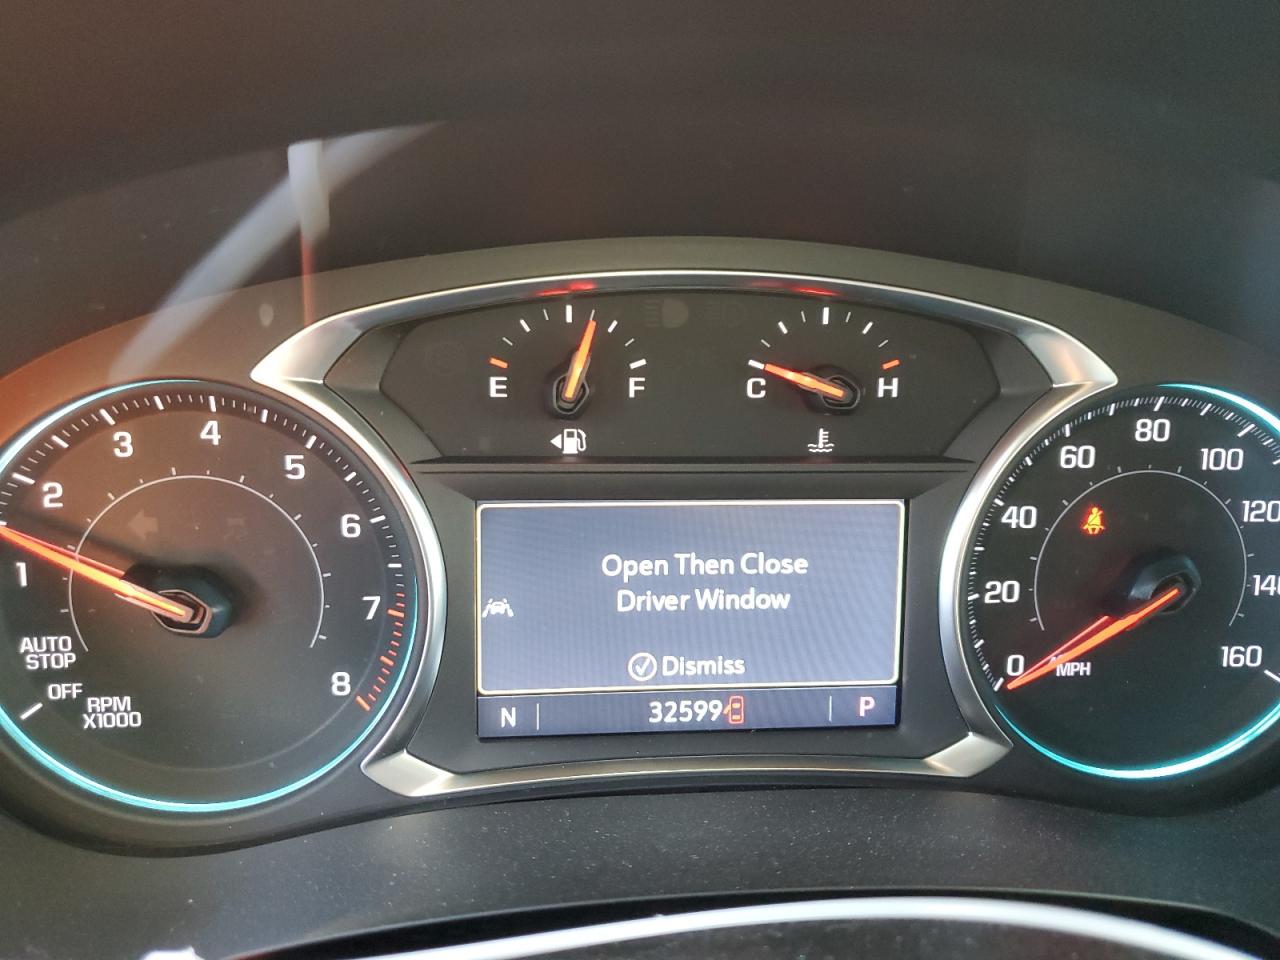 E F
C H
1 2 3 4 5 6 7 8
AUTO
STOP
OFF
RPM
X1000
Open Then Close
Driver Window
Dismiss
N 32599 P
0 20 40 60 80 100 120 140 160
MPH